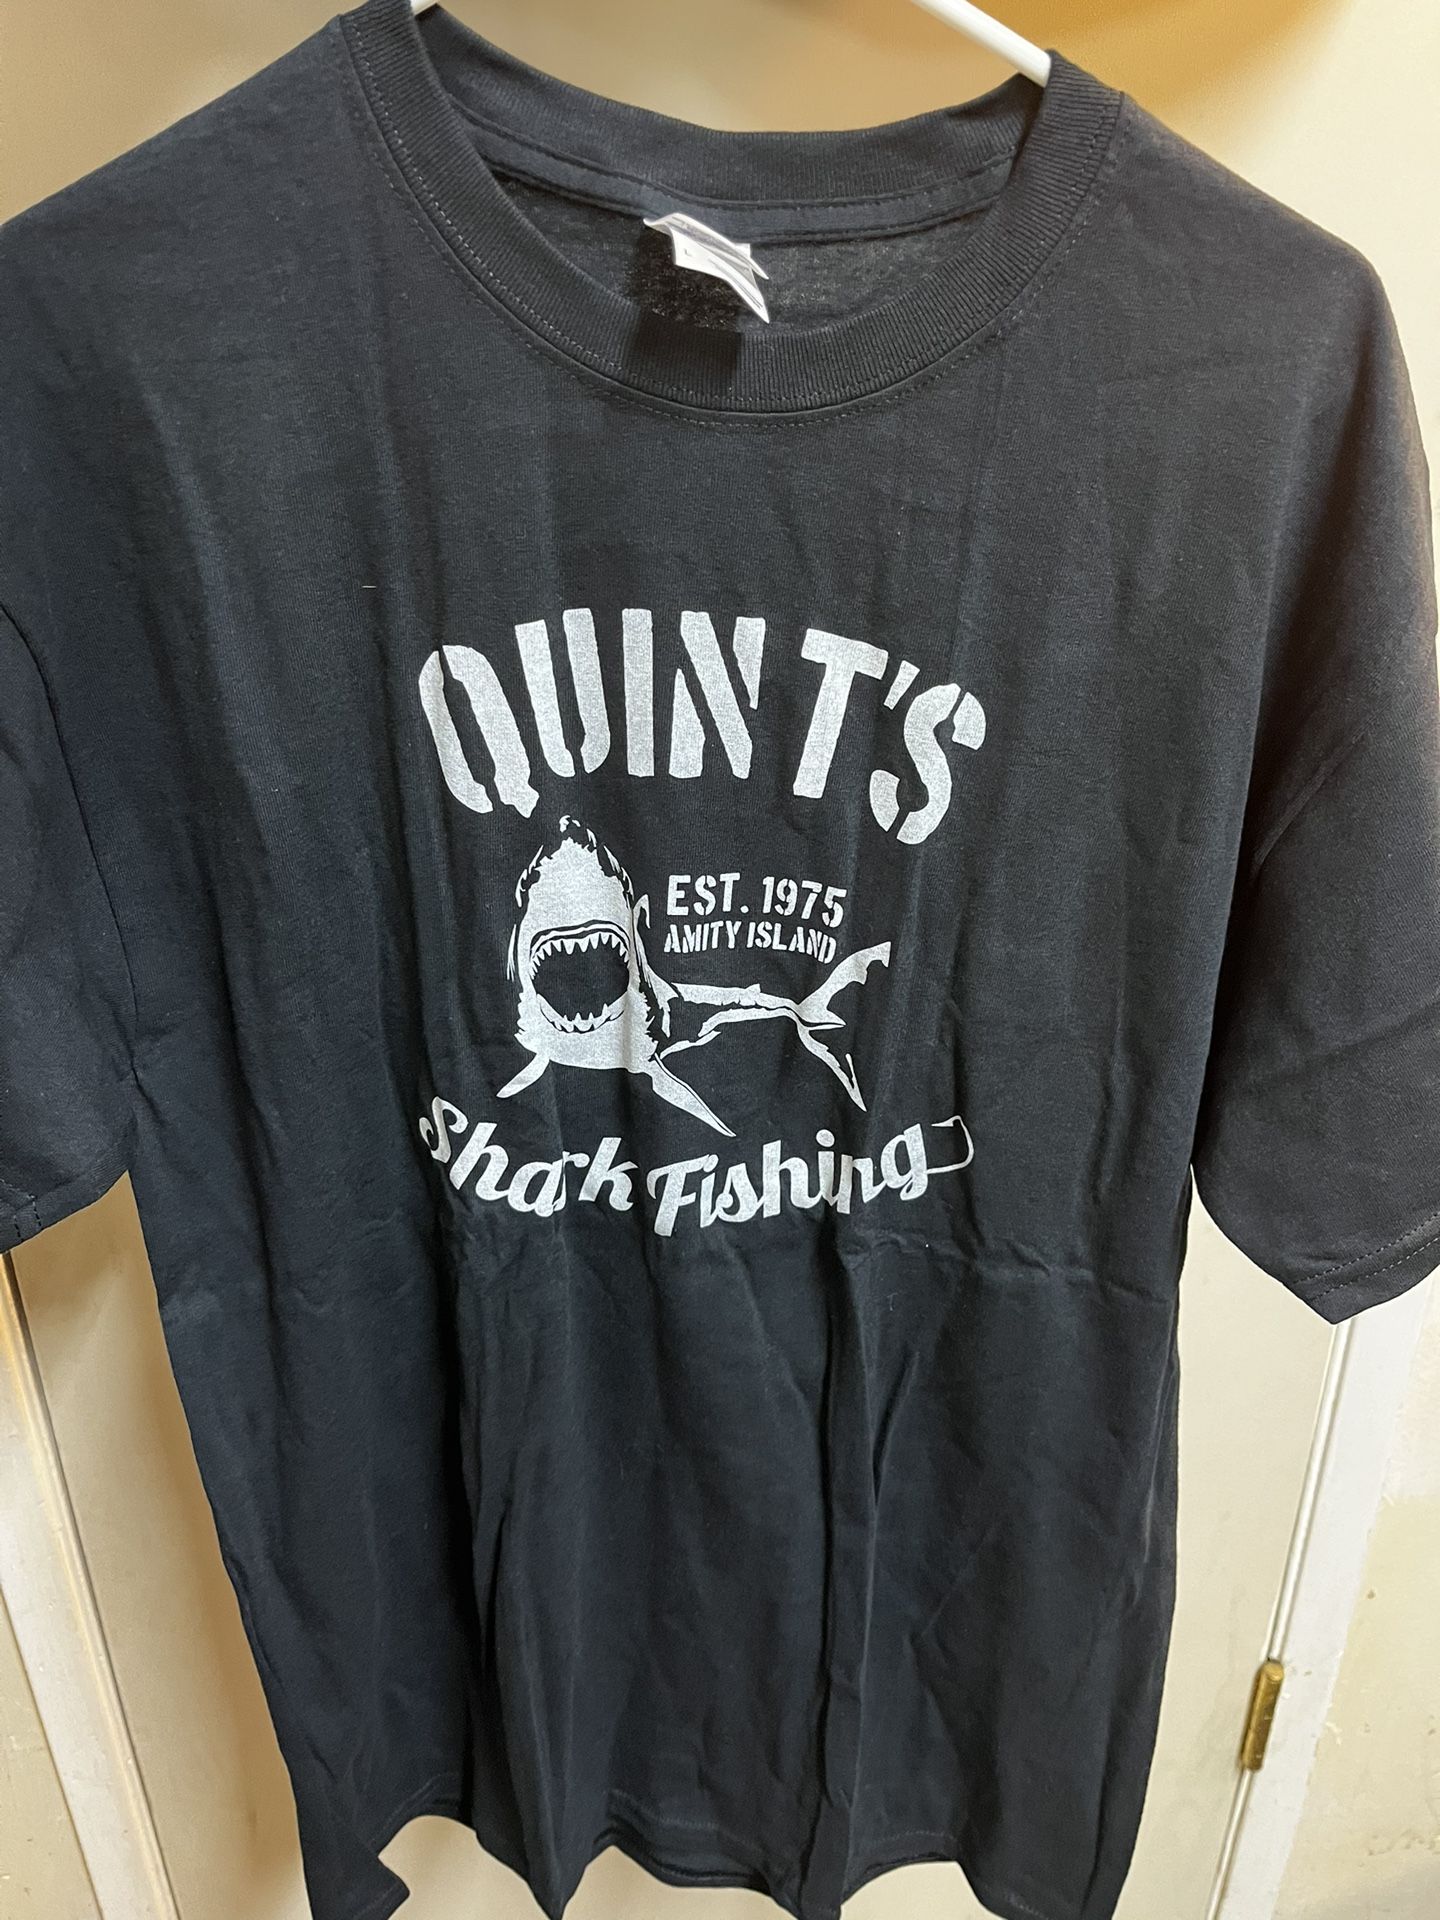 QUINT'S
EST. 1975
AMITY ISLAND
Shark Fishing